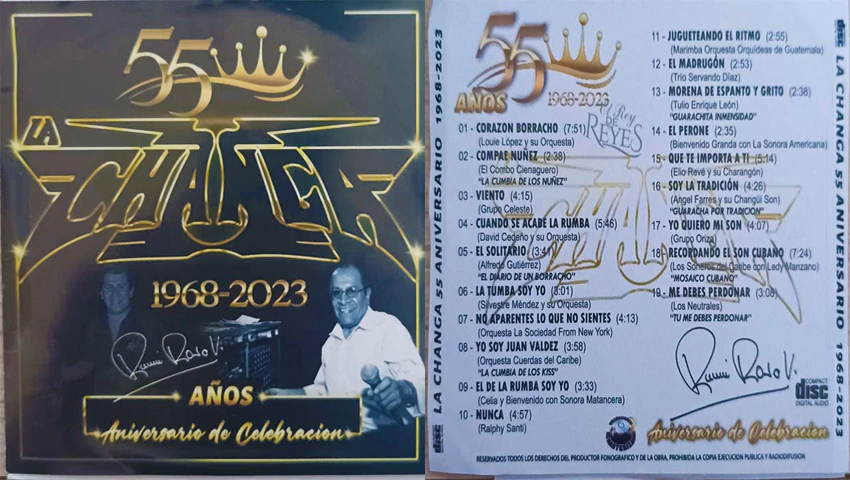 55
LA
CHANGA
1968-2023
Ramón Rojo V.
AÑOS
Aniversario de Celebracion
55
AÑOS
1968-2023
El Rey
DE
REYES
01 - CORAZON BORRACHO (7:51)
(Louie López y su Orquesta)
02 - COMPAE NUÑEZ (2:38)
(El Combo Cienaguero)
"LA CUMBIA DE LOS NUÑEZ"
03 - VIENTO (4:15)
(Grupo Celeste)
04 - CUANDO SE ACABE LA RUMBA (5:46)
(David Cedeño y su Orquesta)
05 - EL SOLITARIO (3:44)
(Alfredo Gutiérrez)
"EL DIARIO DE UN BORRACHO"
06 - LA TUMBA SOY YO (3:01)
(Silvestre Méndez y su Orquesta)
07 - NO APARENTES LO QUE NO SIENTES (4:13)
(Orquesta La Sociedad From New York)
08 - YO SOY JUAN VALDEZ (3:58)
(Orquesta Cuerdas del Caribe)
"LA CUMBIA DE LOS KISS"
09 - EL DE LA RUMBA SOY YO (3:33)
(Celia y Bienvenido con Sonora Matancera)
10 - NUNCA (4:57)
(Ralphy Santi)
11 - JUGUETEANDO EL RITMO (2:55)
(Marimba Orquesta Orquídeas de Guatemala)
12 - EL MADRUGÓN (2:53)
(Trio Servando Díaz)
13 - MORENA DE ESPANTO Y GRITO (2:38)
(Tulio Enrique León)
"GUARACHITA INMENSIDAD"
14 - EL PERONE (2:35)
(Bienvenido Granda con La Sonora Americana)
15 - QUE TE IMPORTA A TI (5:14)
(Elio Revé y su Charangón)
16 - SOY LA TRADICIÓN (4:26)
(Angel Farres y su Changüi Son)
"GUARACHA POR TRADICION"
17 - YO QUIERO MI SON (4:07)
(Grupo Oriza)
18 - RECORDANDO EL SON CUBANO (7:24)
(Los Soneros del Caribe con Ledy Manzano)
"MOSAICO CUBANO"
19 - ME DEBES PERDONAR (3:08)
(Los Neutrales)
"TU ME DEBES PERDONAR"
Ramón Rojo V.
COMPACT
disc
DIGITAL AUDIO
Aniversario de Celebracion
RESERVADOS TODOS LOS DERECHOS DEL PRODUCTOR FONOGRAFICO Y DE LA OBRA, PROHIBIDA LA COPIA EJECUCION PUBLICA Y RADIODIFUSION
disc LA CHANGA 55 ANIVERSARIO 1968-2023
disc LA CHANGA 55 ANIVERSARIO 1968-2023